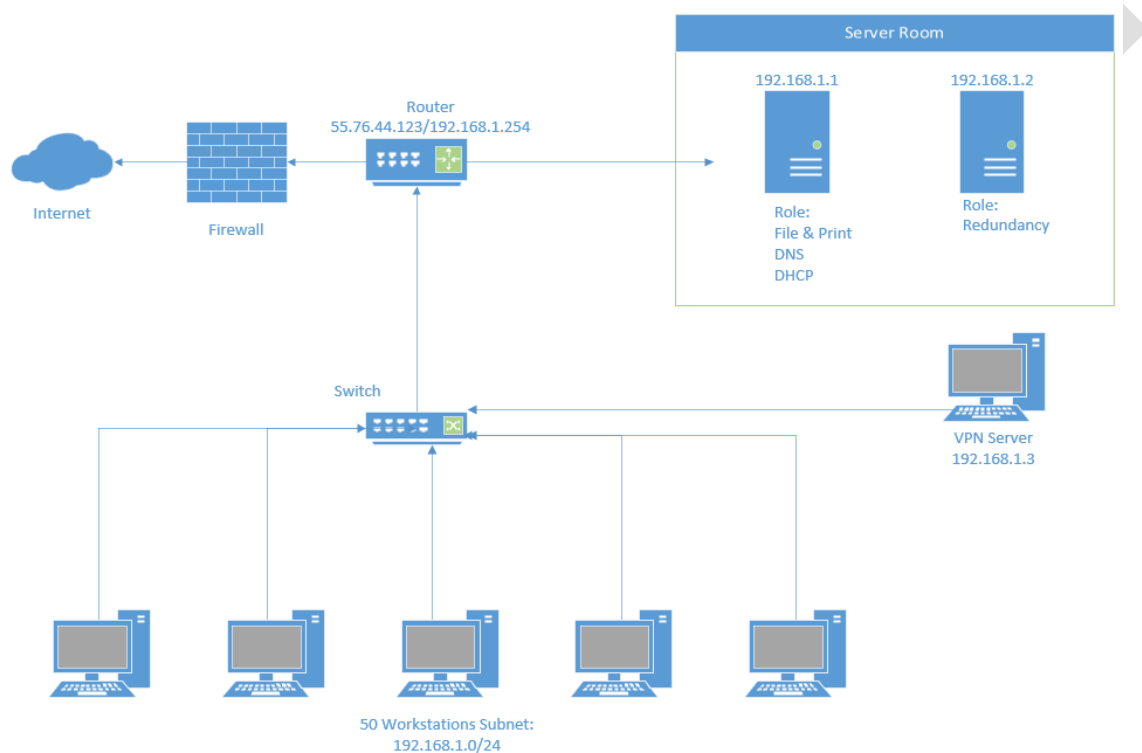 Server Room
192.168.1.1
192.168.1.2
Router
55.76.44.123/192.168.1.254
Internet
Firewall
Role:
File & Print
DNS
DHCP
Role:
Redundancy
Switch
VPN Server
192.168.1.3
50 Workstations Subnet:
192.168.1.0/24